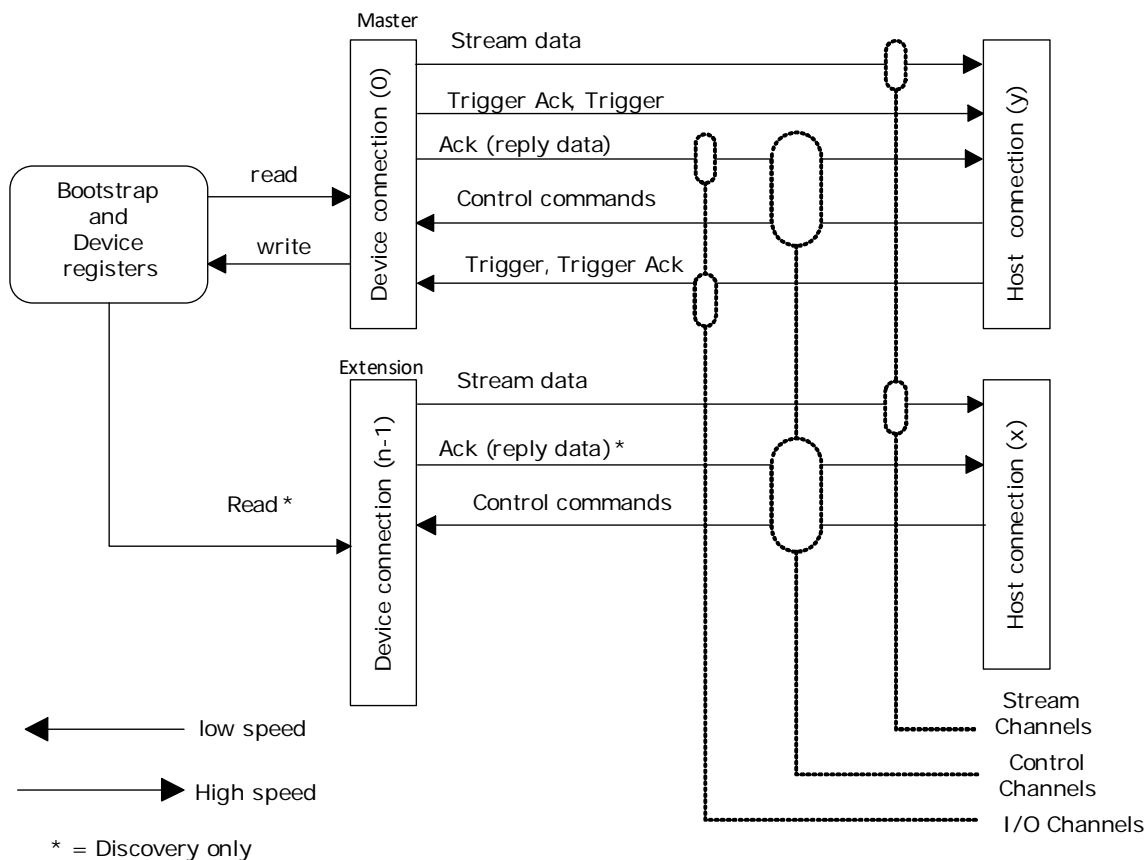 Master
Stream data
Trigger Ack, Trigger
Ack (reply data)
Control commands
Trigger, Trigger Ack
Device connection (0)
Host connection (y)
Bootstrap
and
Device
registers
read
write
Extension
Stream data
Ack (reply data)*
Control commands
Read*
Device connection (n-1)
Host connection (x)
Stream
Channels
Control
Channels
I/O Channels
low speed
High speed
* = Discovery only